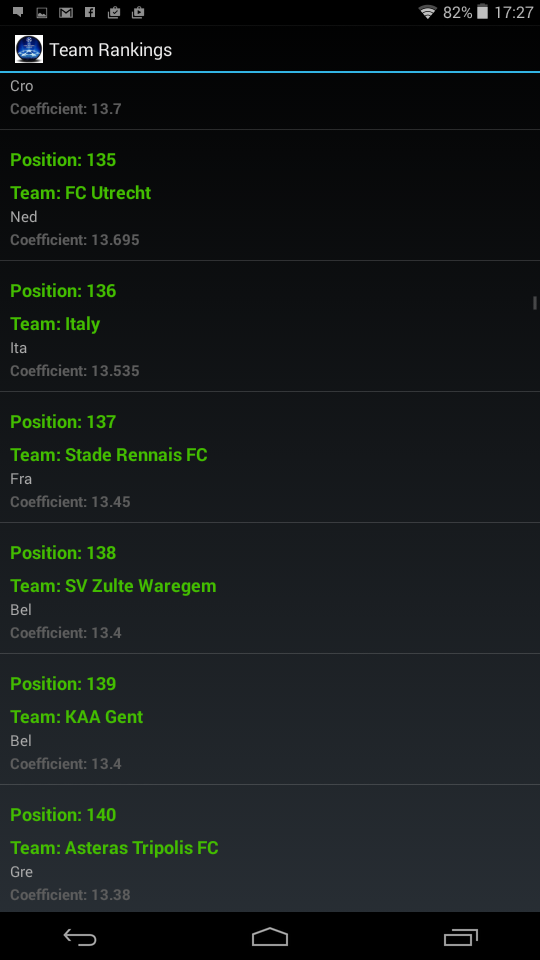 82% 17:27
Team Rankings
Cro
Coefficient: 13.7
Position: 135
Team: FC Utrecht
Ned
Coefficient: 13.695
Position: 136
Team: Italy
Ita
Coefficient: 13.535
Position: 137
Team: Stade Rennais FC
Fra
Coefficient: 13.45
Position: 138
Team: SV Zulte Waregem
Bel
Coefficient: 13.4
Position: 139
Team: KAA Gent
Bel
Coefficient: 13.4
Position: 140
Team: Asteras Tripolis FC
Gre
Coefficient: 13.38